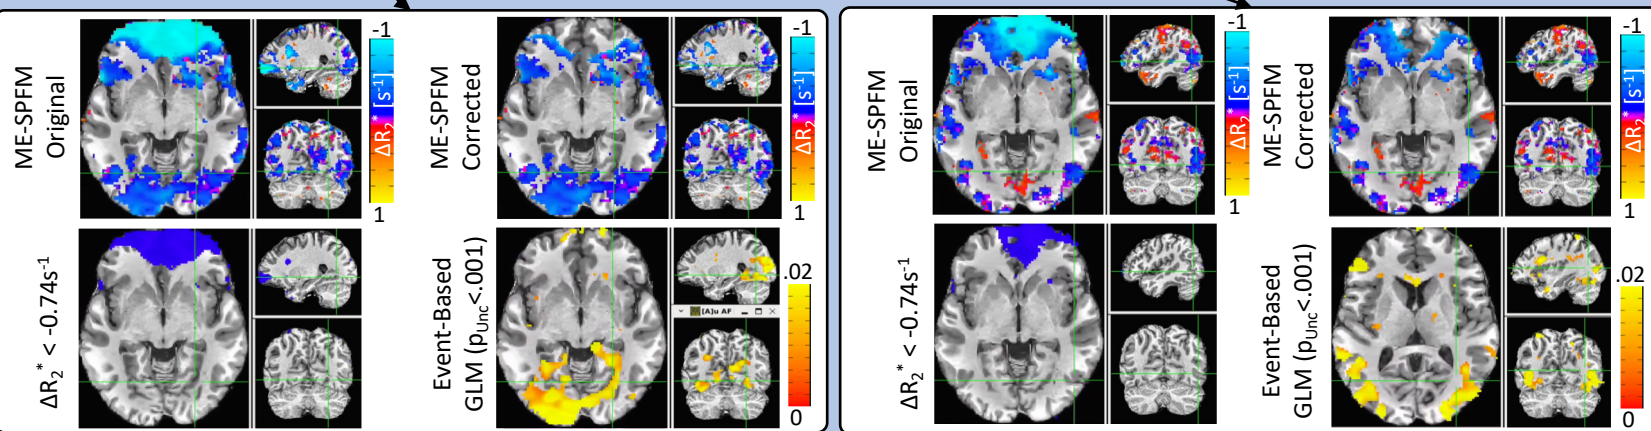 ME-SPFM
Original
-1
ΔR2* [s-1]
1
ME-SPFM
Corrected
-1
ΔR2* [s-1]
1
ΔR2* < -0.74s-1
Event-Based
GLM (pUnc<.001)
[A]u AF
.02
0
ME-SPFM
Original
-1
ΔR2* [s-1]
1
ME-SPFM
Corrected
-1
ΔR2* [s-1]
1
ΔR2* < -0.74s-1
Event-Based
GLM (pUnc<.001)
.02
0